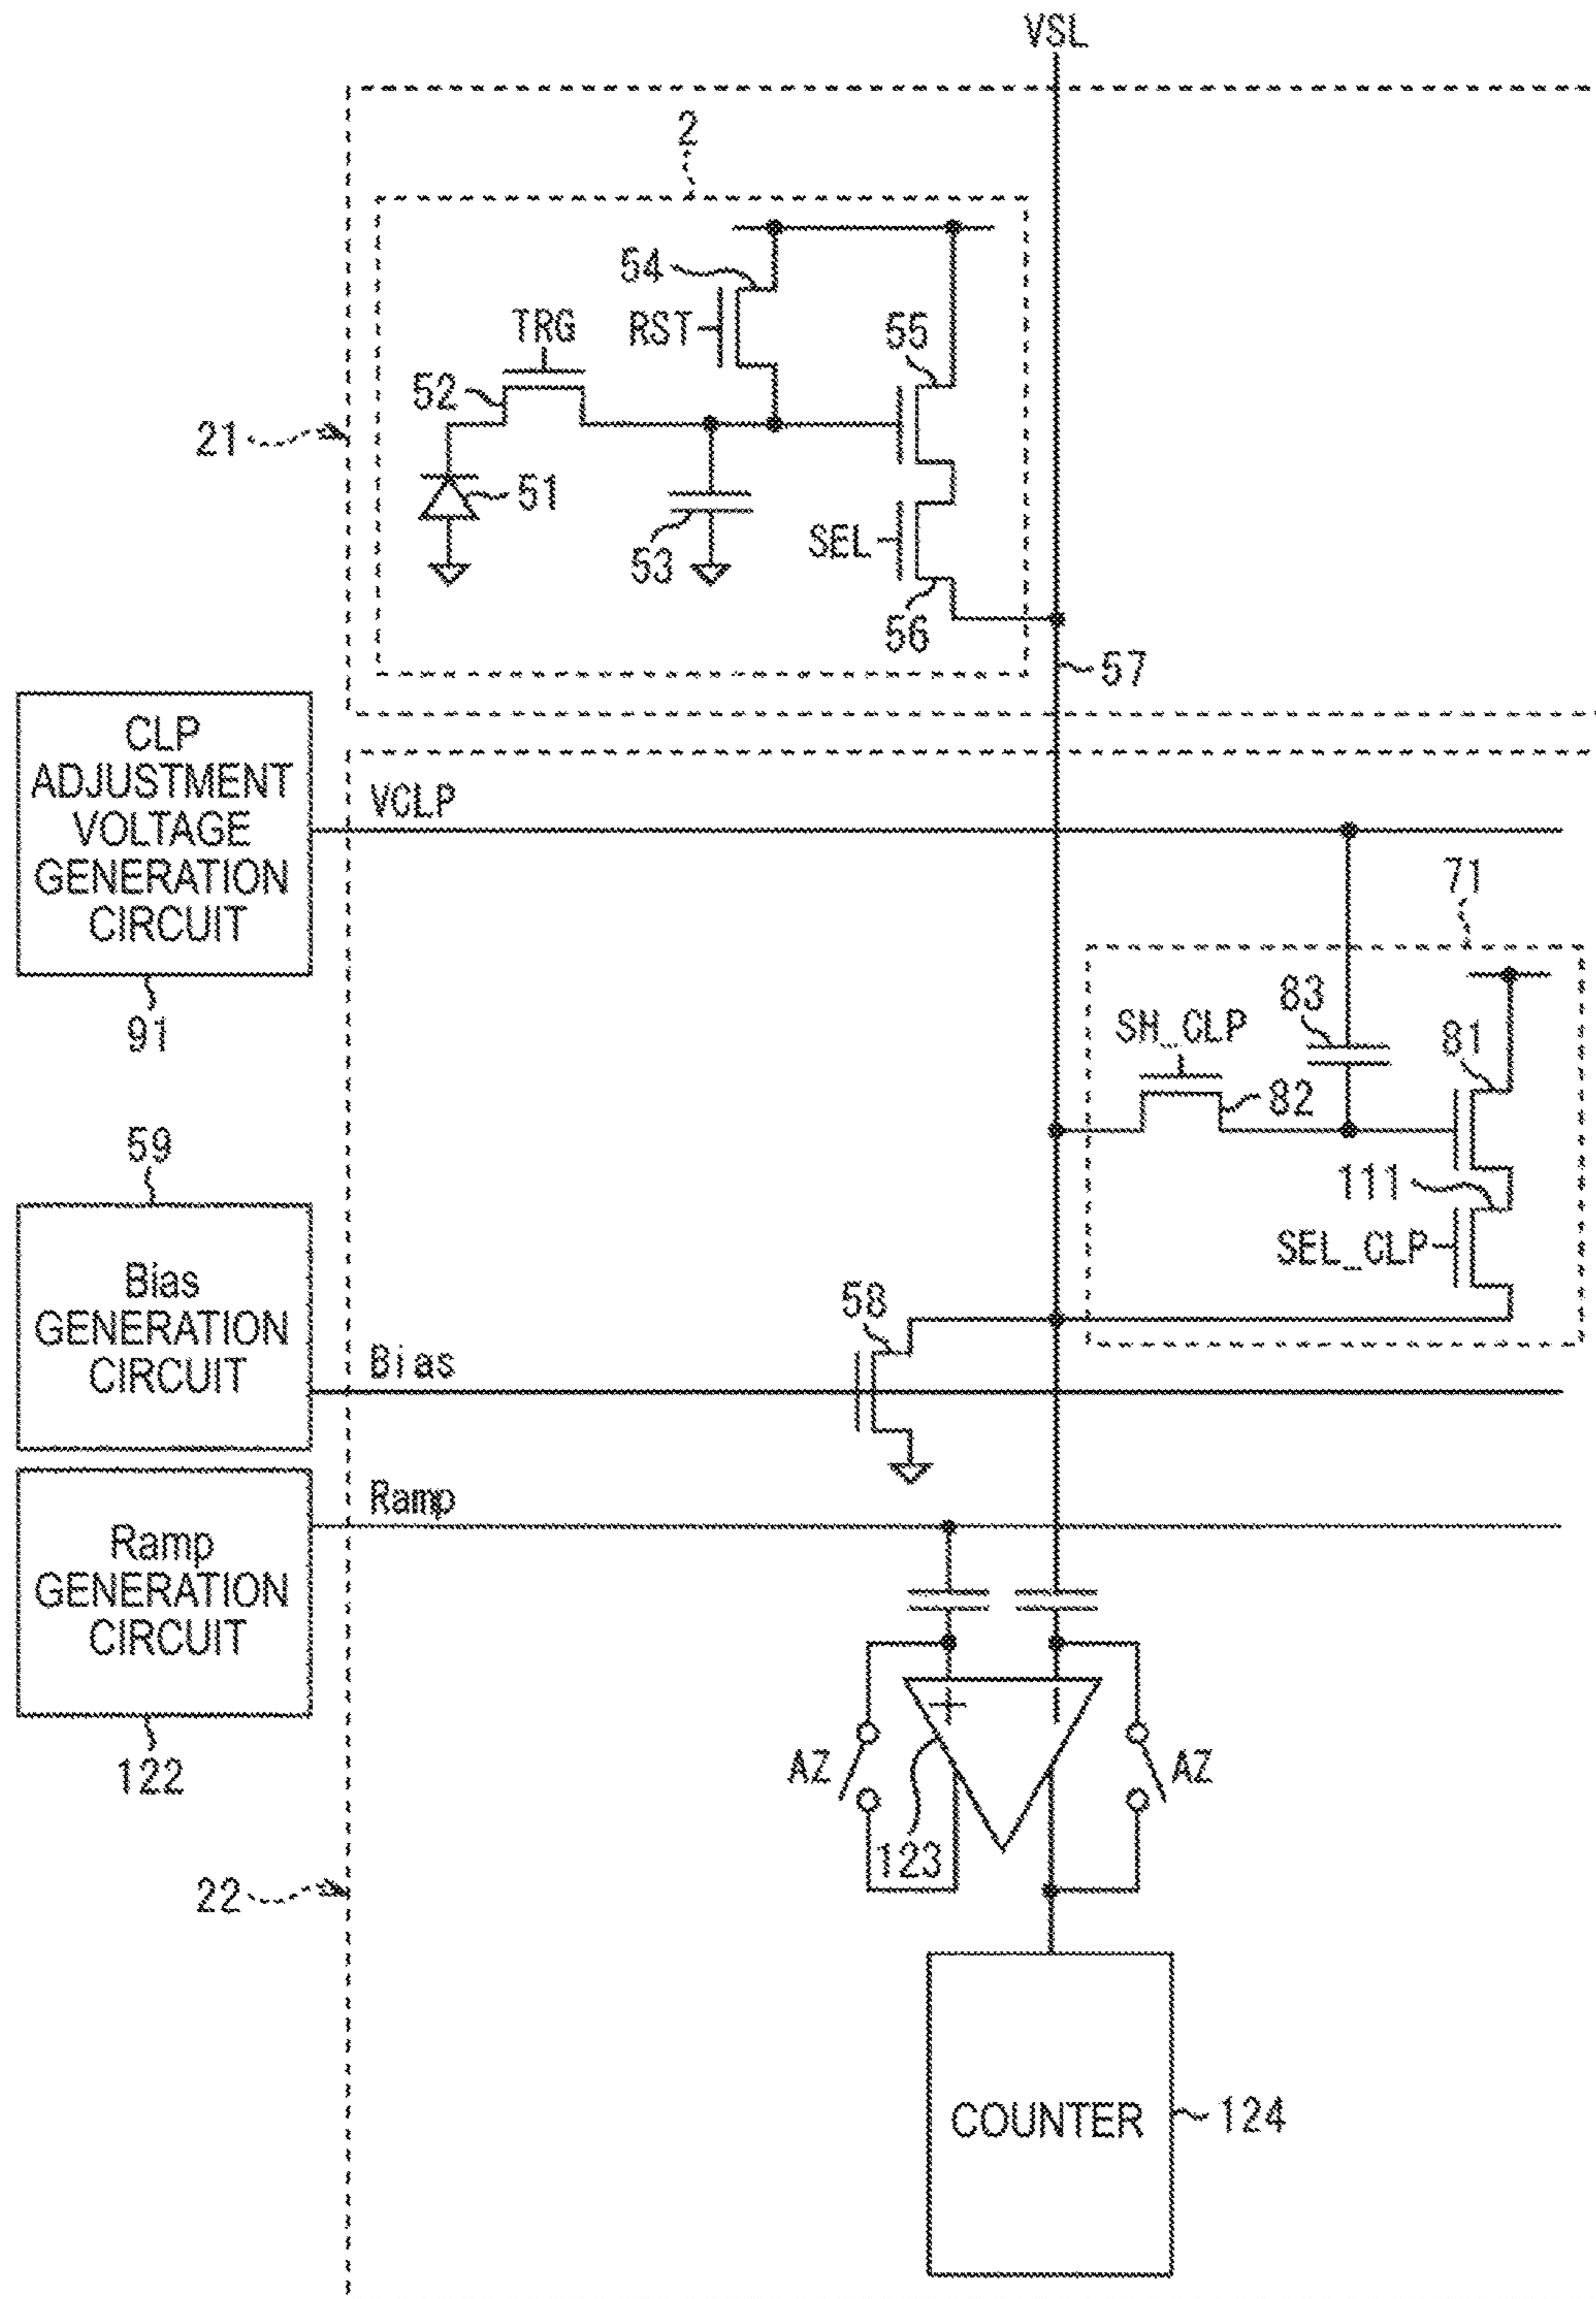 VSL
2
54
TRG
RST
55
52
21
51
SEL
53
56
57
CLP
ADJUSTMENT
VOLTAGE
GENERATION
CIRCUIT
VCLP
71
91
83
SH_CLP
81
82
59
111
SEL_CLP
Bias
GENERATION
CIRCUIT
58
Bias
Ramp
Ramp
GENERATION
CIRCUIT
122
AZ
AZ
123
22
COUNTER
124